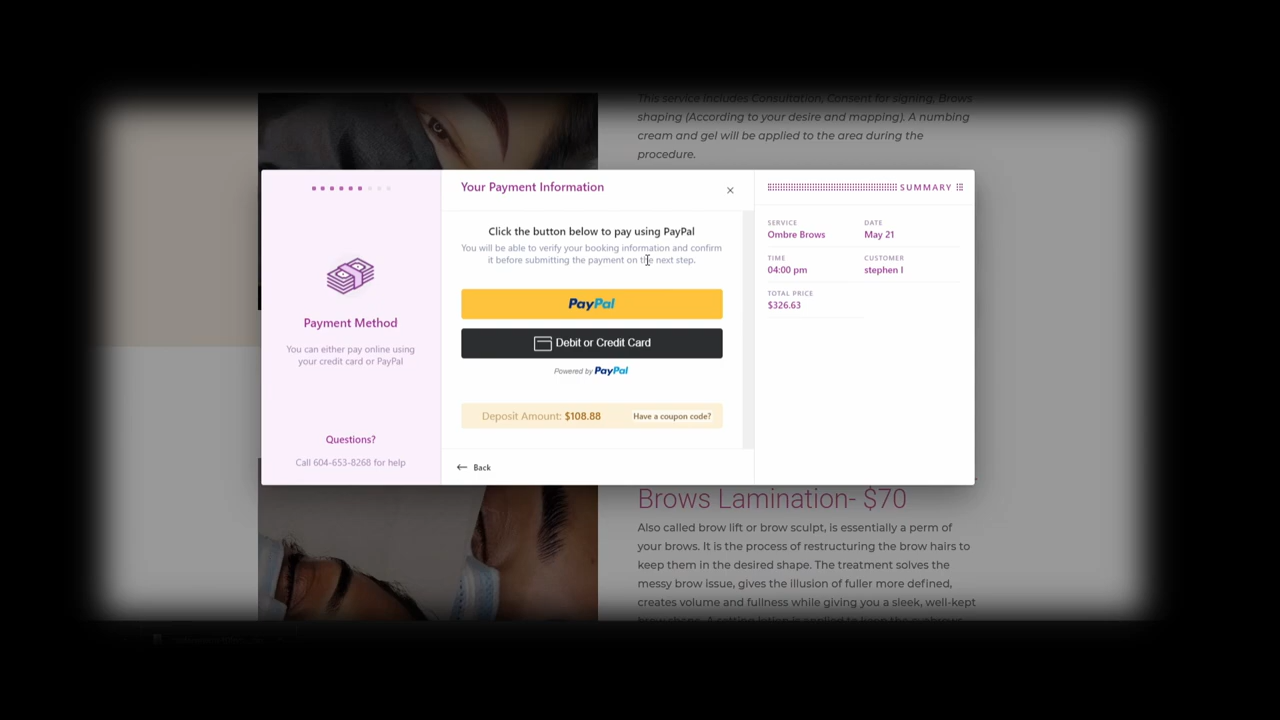 This service includes Consultation, Consent for signing, Brows
shaping (According to your desire and mapping). A numbing
cream and gel will be applied to the area during the
procedure.
Payment Method
You can either pay online using
your credit card or PayPal
Questions?
Call 604-653-8268 for help
Your Payment Information
Click the button below to pay using PayPal
You will be able to verify your booking information and confirm
it before submitting the payment on the next step.
PayPal
Debit or Credit Card
Powered by PayPal
Deposit Amount: $108.88 Have a coupon code?
Back
SUMMARY
SERVICE DATE
Ombre Brows May 21
TIME CUSTOMER
04:00 pm stephen l
TOTAL PRICE
$326.63
Brows Lamination- $70
Also called brow lift or brow sculpt, is essentially a perm of
your brows. It is the process of restructuring the brow hairs to
keep them in the desired shape. The treatment solves the
messy brow issue, gives the illusion of fuller more defined,
creates volume and fullness while giving you a sleek, well-kept